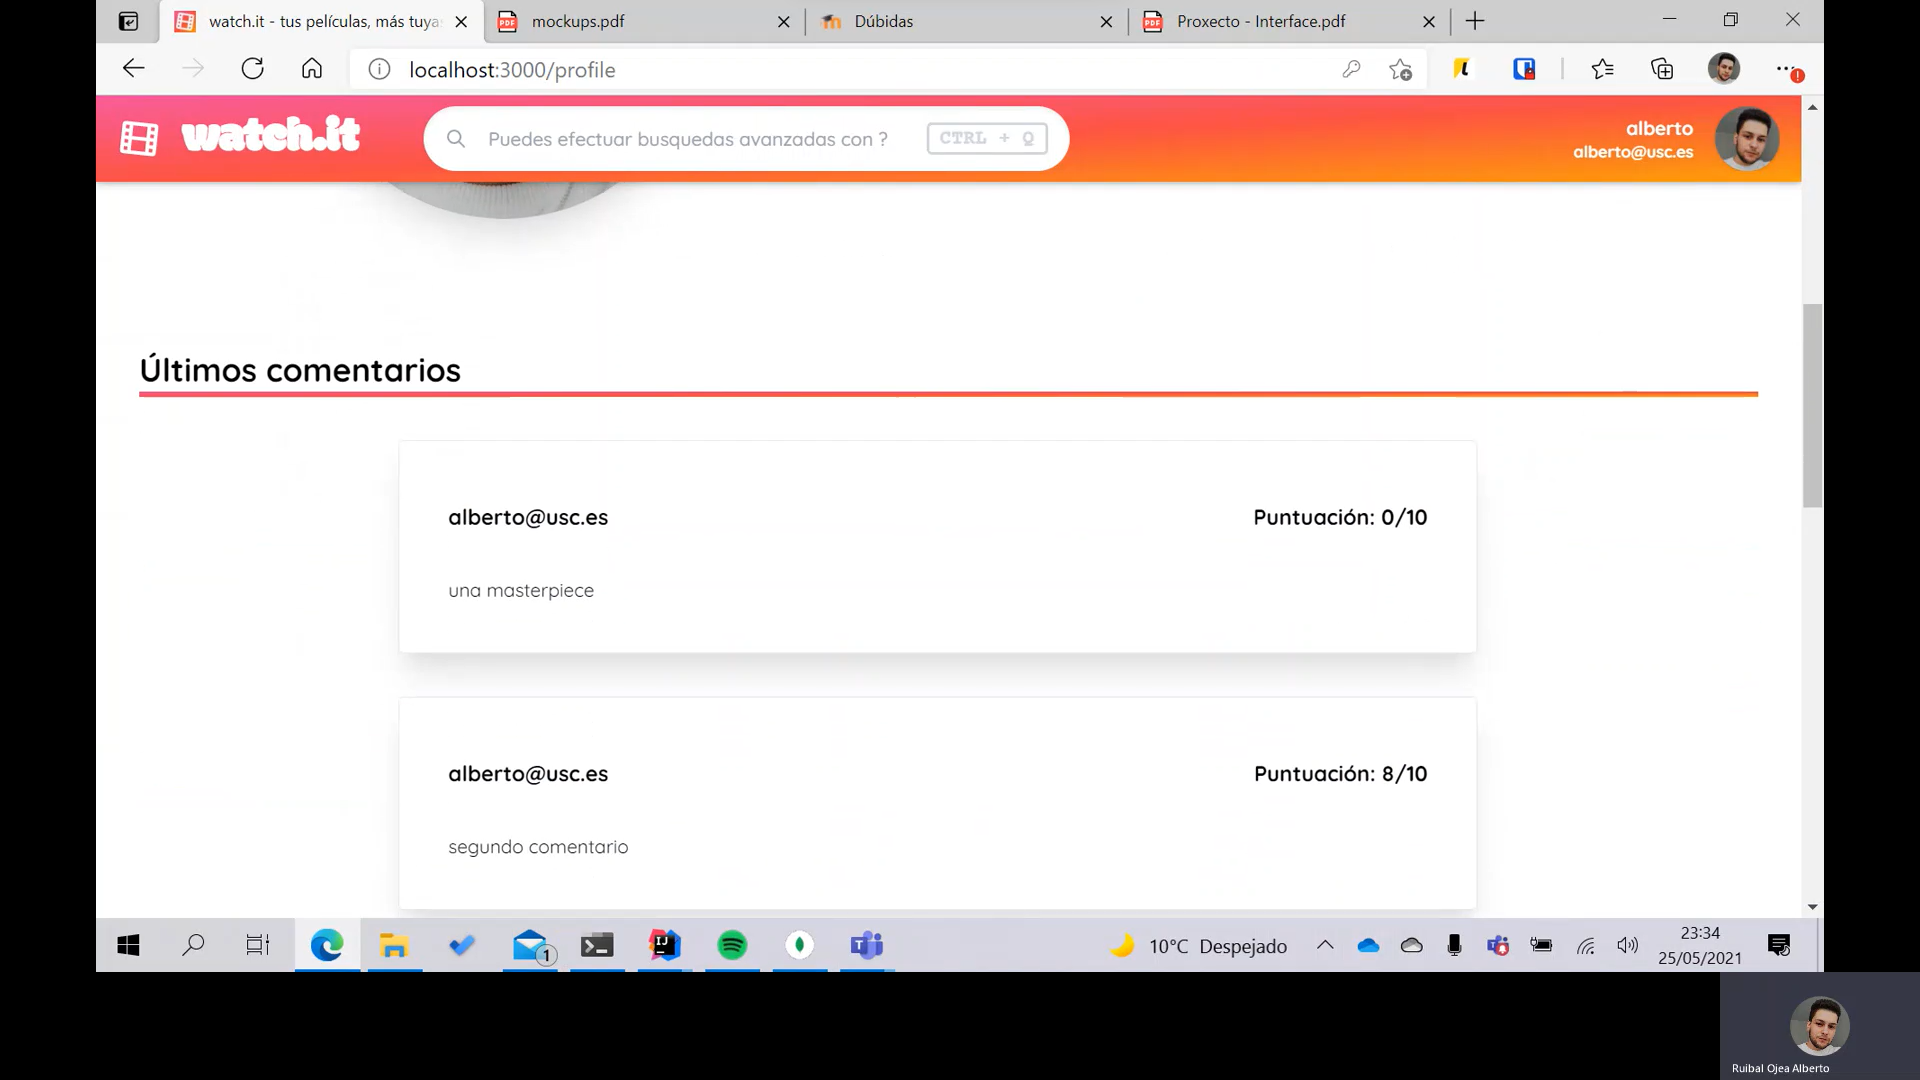 watch.it - tus películas, más tuya
mockups.pdf
Dúbidas
Proxecto - Interface.pdf
localhost:3000/profile
watch.it
Puedes efectuar busquedas avanzadas con ?
CTRL + Q
alberto
alberto@usc.es
Últimos comentarios
alberto@usc.es
Puntuación: 0/10
una masterpiece
alberto@usc.es
Puntuación: 8/10
segundo comentario
1
IJ
10°C Despejado
23:34
25/05/2021
Ruibal Ojea Alberto